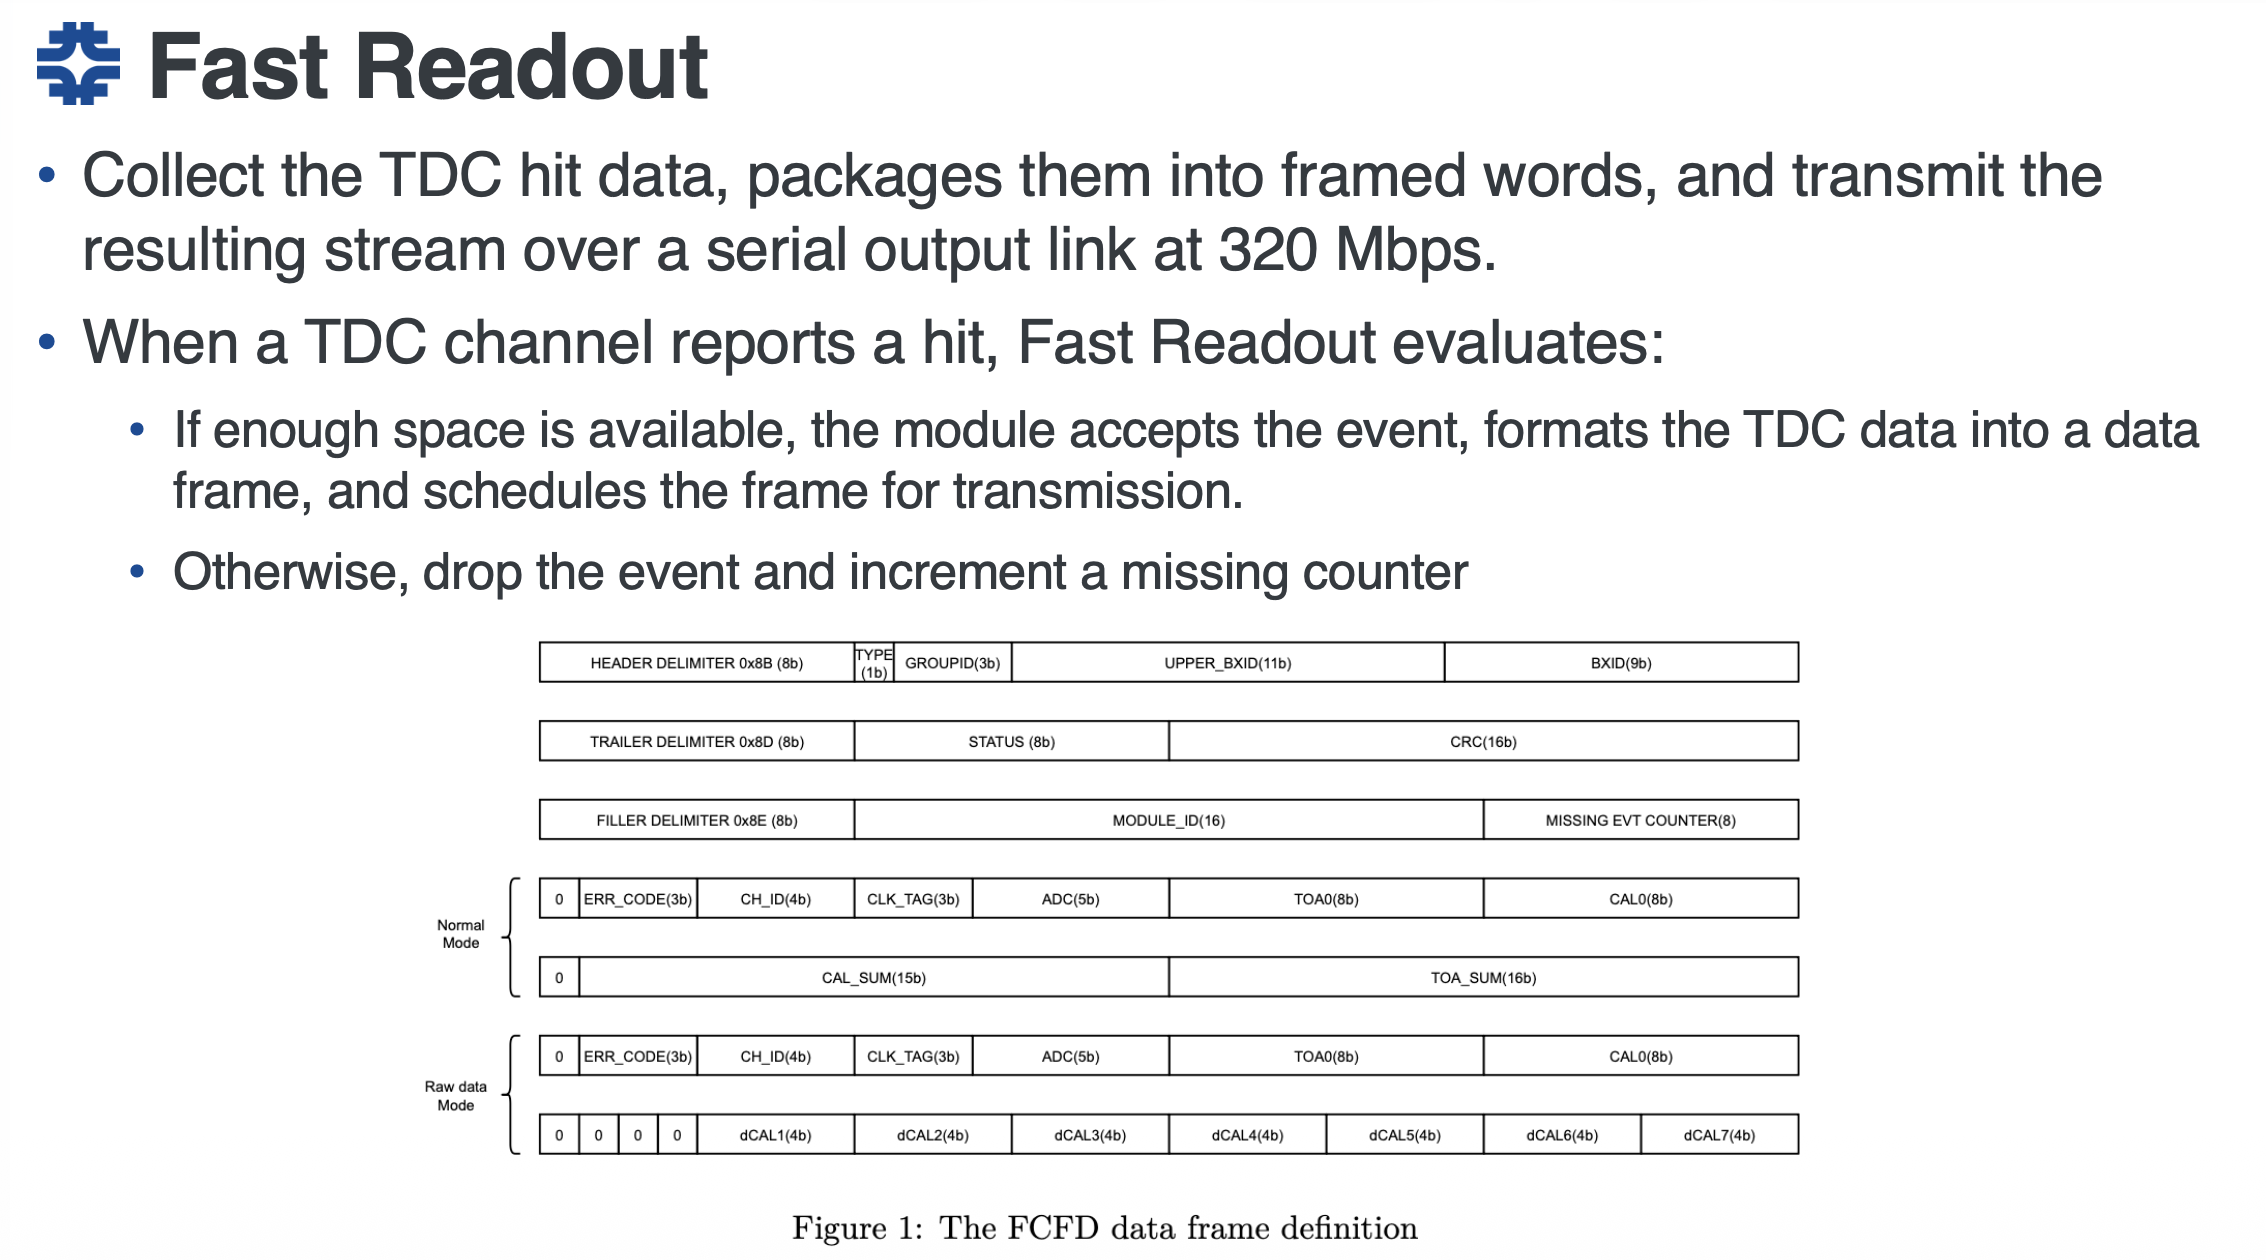 Fast Readout
• Collect the TDC hit data, packages them into framed words, and transmit the
resulting stream over a serial output link at 320 Mbps.
• When a TDC channel reports a hit, Fast Readout evaluates:
• If enough space is available, the module accepts the event, formats the TDC data into a data
frame, and schedules the frame for transmission.
• Otherwise, drop the event and increment a missing counter
HEADER DELIMITER 0x8B (8b) TYPE (1b) GROUPID(3b) UPPER_BXID(11b) BXID(9b)
TRAILER DELIMITER 0x8D (8b) STATUS (8b) CRC(16b)
FILLER DELIMITER 0x8E (8b) MODULE_ID(16) MISSING EVT COUNTER(8)
Normal
Mode
0 ERR_CODE(3b) CH_ID(4b) CLK_TAG(3b) ADC(5b) TOA0(8b) CAL0(8b)
0 CAL_SUM(15b) TOA_SUM(16b)
Raw data
Mode
0 ERR_CODE(3b) CH_ID(4b) CLK_TAG(3b) ADC(5b) TOA0(8b) CAL0(8b)
0 0 0 0 dCAL1(4b) dCAL2(4b) dCAL3(4b) dCAL4(4b) dCAL5(4b) dCAL6(4b) dCAL7(4b)
Figure 1: The FCFD data frame definition